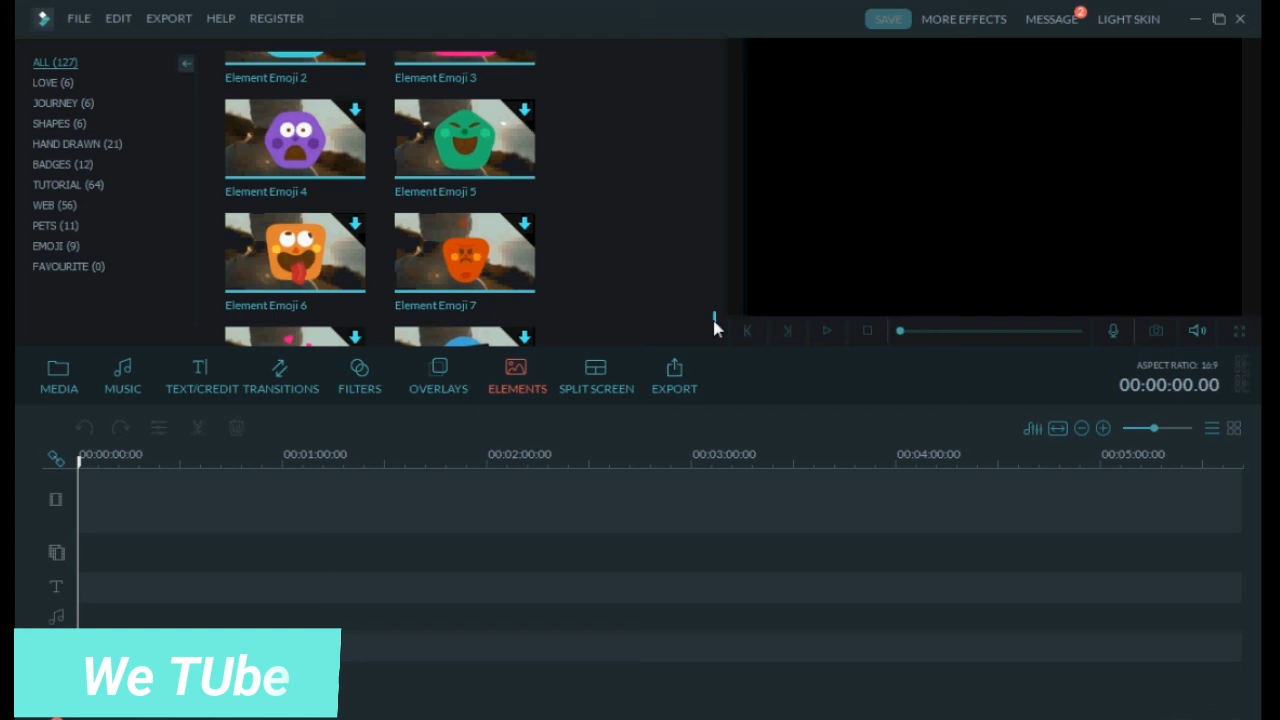 FILE EDIT EXPORT HELP REGISTER SAVE MORE EFFECTS MESSAGE 2 LIGHT SKIN
ALL (127)
LOVE (6)
JOURNEY (6)
SHAPES (6)
HAND DRAWN (21)
BADGES (12)
TUTORIAL (64)
WEB (56)
PETS (11)
EMOJI (9)
FAVOURITE (0)
Element Emoji 2 Element Emoji 3
Element Emoji 4 Element Emoji 5
Element Emoji 6 Element Emoji 7
MEDIA MUSIC TEXT/CREDIT TRANSITIONS FILTERS OVERLAYS ELEMENTS SPLIT SCREEN EXPORT
ASPECT RATIO: 16:9
00:00:00.00
00:00:00:00 00:01:00:00 00:02:00:00 00:03:00:00 00:04:00:00 00:05:00:00
We TUbe